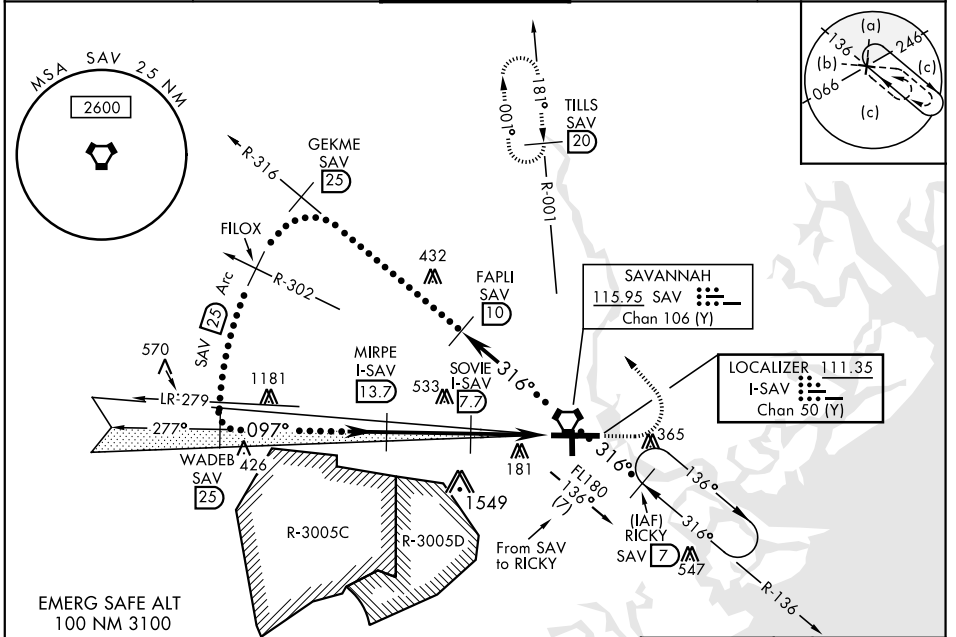 MSA SAV 25 NM
2600
GEKME
SAV
25
R-316
FILOX
R-302
SAV 25 Arc
432
FAPLI
SAV
10
316°
181°
001°
TILLS
SAV
20
R-001
(a)
136
246
(b)
(c)
066
(c)
SAVANNAH
115.95 SAV
Chan 106 (Y)
LOCALIZER 111.35
I-SAV
Chan 50 (Y)
570
LR-279
1181
MIRPE
I-SAV
13.7
533
SOVIE
I-SAV
7.7
277°
097°
WADEB
SAV
25
426
181
365
316°
1549
FL180
136°
(7)
From SAV
to RICKY
(IAF)
RICKY
SAV 7
547
136°
316°
R-136
R-3005C
R-3005D
EMERG SAFE ALT
100 NM 3100